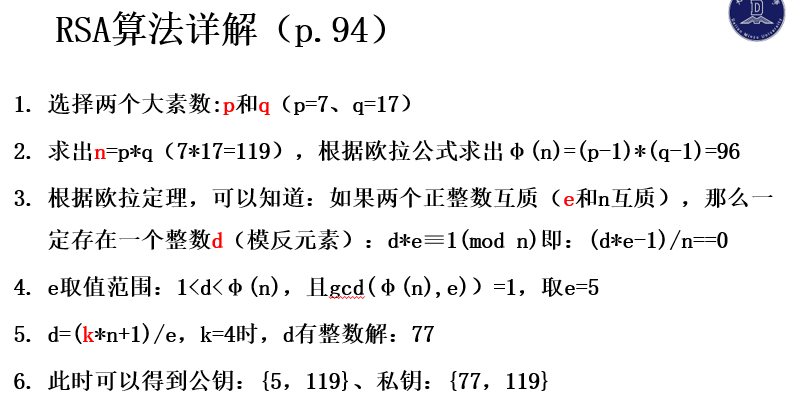 RSA算法详解（p.94）
1. 选择两个大素数:p和q（p=7、q=17）
2. 求出n=p*q（7*17=119），根据欧拉公式求出φ(n)=(p-1)*(q-1)=96
3. 根据欧拉定理，可以知道：如果两个正整数互质（e和n互质），那么一
定存在一个整数d（模反元素）：d*e≡1(mod n)即：(d*e-1)/n==0
4. e取值范围：1<d<φ(n)，且gcd(φ(n),e)）=1，取e=5
5. d=(k*n+1)/e，k=4时，d有整数解：77
6. 此时可以得到公钥：{5，119}、私钥：{77，119}